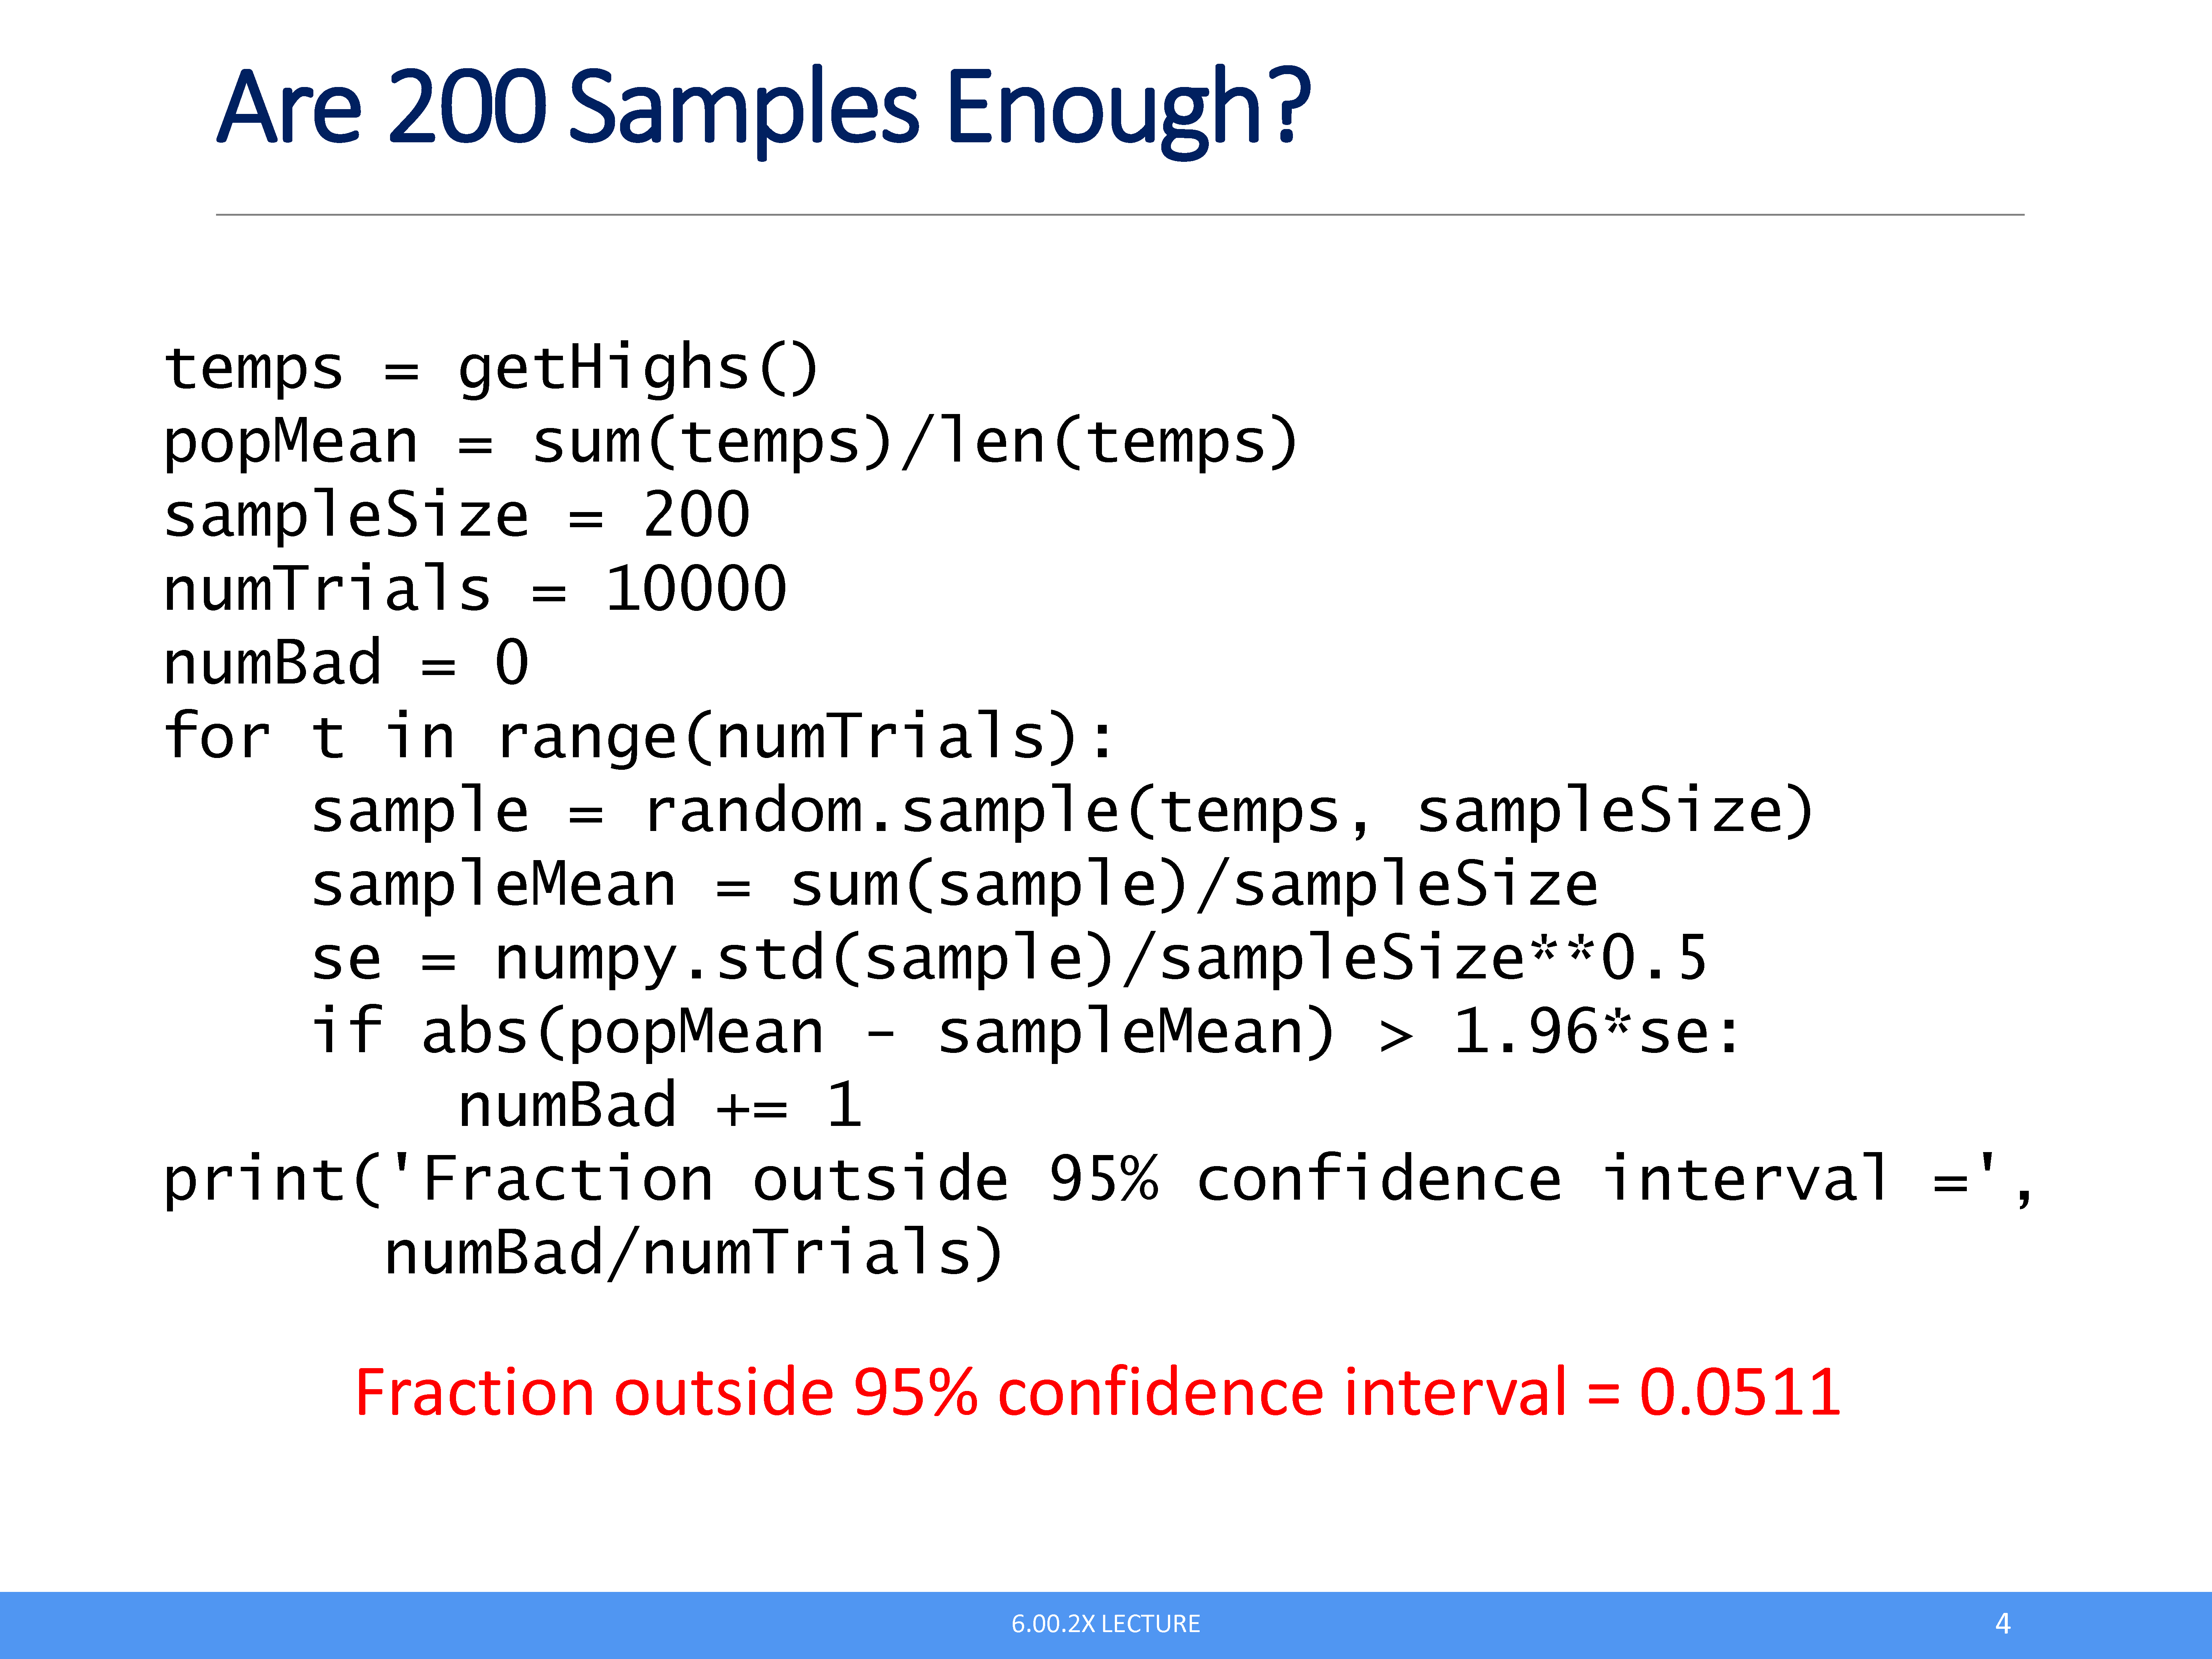 Are 200 Samples Enough?
temps = getHighs()
popMean = sum(temps)/len(temps)
sampleSize = 200
numTrials = 10000
numBad = 0
for t in range(numTrials):
    sample = random.sample(temps, sampleSize)
    sampleMean = sum(sample)/sampleSize
    se = numpy.std(sample)/sampleSize**0.5
    if abs(popMean - sampleMean) > 1.96*se:
        numBad += 1
print('Fraction outside 95% confidence interval =',
      numBad/numTrials)
Fraction outside 95% confidence interval = 0.0511
6.00.2X LECTURE
4